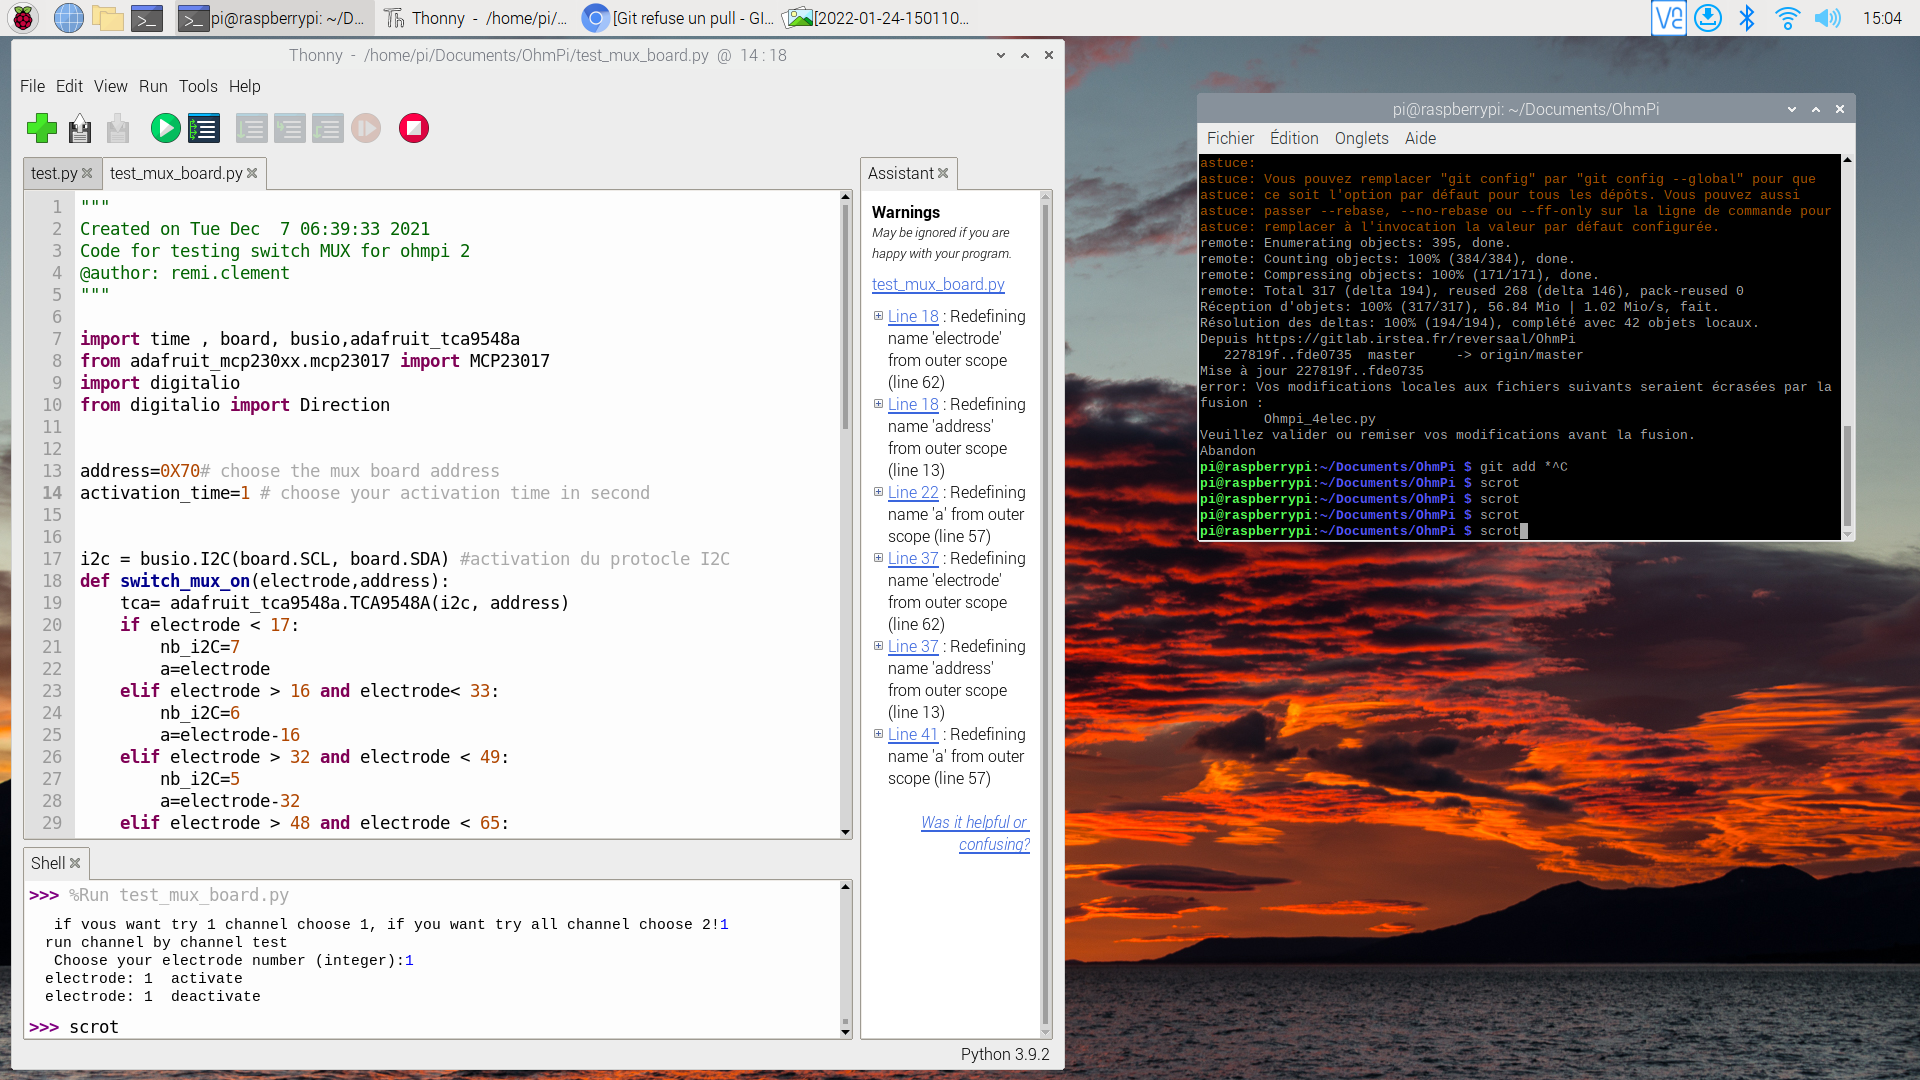 pi@raspberrypi: ~/D...
Thonny  -  /home/pi/...
[Git refuse un pull - GI...
[2022-01-24-150110...
15:04
Thonny  -  /home/pi/Documents/OhmPi/test_mux_board.py  @  14 : 18
File Edit View Run Tools Help
test.py
test_mux_board.py
1 """
2 Created on Tue Dec  7 06:39:33 2021
3 Code for testing switch MUX for ohmpi 2
4 @author: remi.clement
5 """
6
7 import time , board, busio,adafruit_tca9548a
8 from adafruit_mcp230xx.mcp23017 import MCP23017
9 import digitalio
10 from digitalio import Direction
11
12
13 address=0X70# choose the mux board address
14 activation_time=1 # choose your activation time in second
15
16
17 i2c = busio.I2C(board.SCL, board.SDA) #activation du protocle I2C
18 def switch_mux_on(electrode,address):
19     tca= adafruit_tca9548a.TCA9548A(i2c, address)
20     if electrode < 17:
21         nb_i2C=7
22         a=electrode
23     elif electrode > 16 and electrode< 33:
24         nb_i2C=6
25         a=electrode-16
26     elif electrode > 32 and electrode < 49:
27         nb_i2C=5
28         a=electrode-32
29     elif electrode > 48 and electrode < 65:
Shell
>>> %Run test_mux_board.py
if vous want try 1 channel choose 1, if you want try all channel choose 2!1
run channel by channel test
Choose your electrode number (integer):1
electrode: 1  activate
electrode: 1  deactivate
>>> scrot
Assistant
Warnings
May be ignored if you are
happy with your program.
test_mux_board.py
Line 18 : Redefining
name 'electrode'
from outer scope
(line 62)
Line 18 : Redefining
name 'address'
from outer scope
(line 13)
Line 22 : Redefining
name 'a' from outer
scope (line 57)
Line 37 : Redefining
name 'electrode'
from outer scope
(line 62)
Line 37 : Redefining
name 'address'
from outer scope
(line 13)
Line 41 : Redefining
name 'a' from outer
scope (line 57)
Was it helpful or
confusing?
Python 3.9.2
pi@raspberrypi: ~/Documents/OhmPi
Fichier Édition Onglets Aide
astuce:
astuce: Vous pouvez remplacer "git config" par "git config --global" pour que
astuce: ce soit l'option par défaut pour tous les dépôts. Vous pouvez aussi
astuce: passer --rebase, --no-rebase ou --ff-only sur la ligne de commande pour
astuce: remplacer à l'invocation la valeur par défaut configurée.
remote: Enumerating objects: 395, done.
remote: Counting objects: 100% (384/384), done.
remote: Compressing objects: 100% (171/171), done.
remote: Total 317 (delta 194), reused 268 (delta 146), pack-reused 0
Réception d'objets: 100% (317/317), 56.84 Mio | 1.02 Mio/s, fait.
Résolution des deltas: 100% (194/194), complété avec 42 objets locaux.
Depuis https://gitlab.irstea.fr/reversaal/OhmPi
   227819f..fde0735  master     -> origin/master
Mise à jour 227819f..fde0735
error: Vos modifications locales aux fichiers suivants seraient écrasées par la
fusion :
        Ohmpi_4elec.py
Veuillez valider ou remiser vos modifications avant la fusion.
Abandon
pi@raspberrypi:~/Documents/OhmPi $ git add *^C
pi@raspberrypi:~/Documents/OhmPi $ scrot
pi@raspberrypi:~/Documents/OhmPi $ scrot
pi@raspberrypi:~/Documents/OhmPi $ scrot
pi@raspberrypi:~/Documents/OhmPi $ scrot